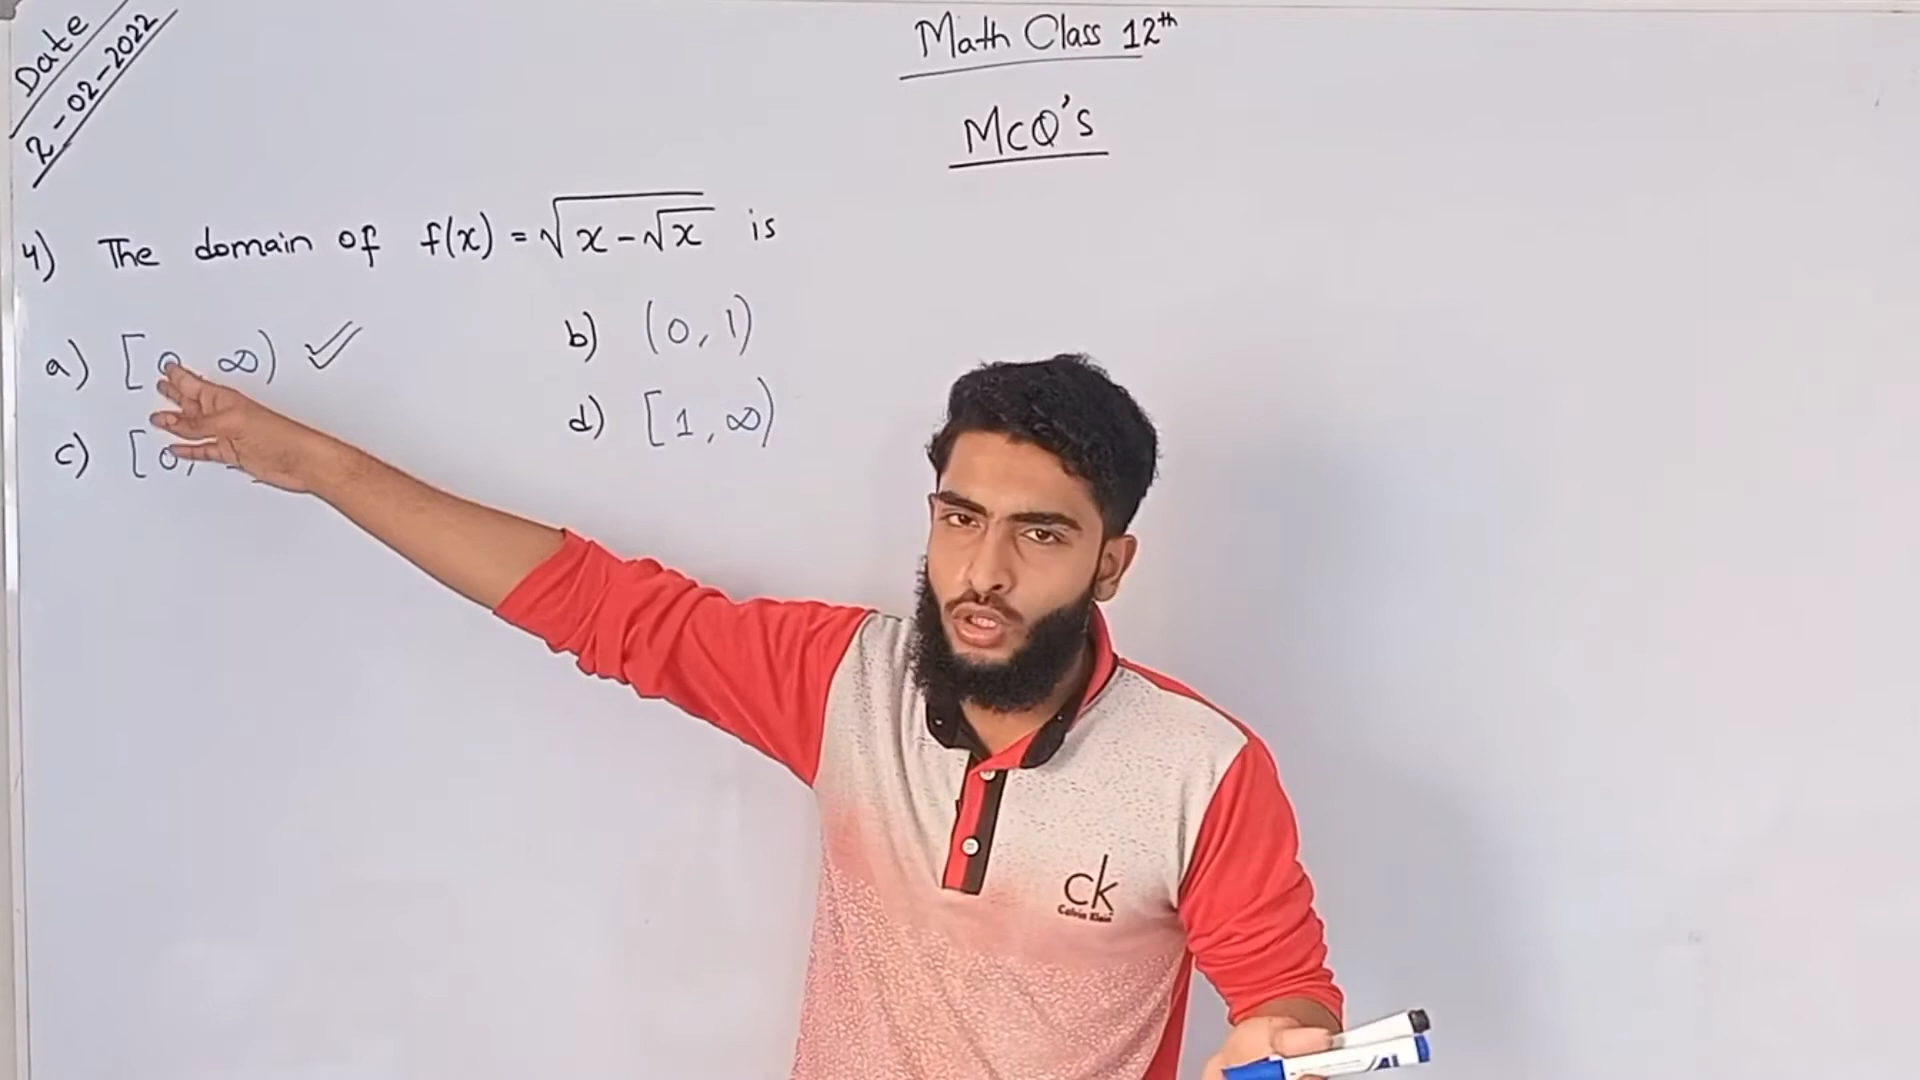 Date
2-02-2022
Math Class 12th
McQ's
4) The domain of f(x) = √(x-√x) is
a) [0, ∞) ✓
b) (0, 1)
c) [0,
d) [1, ∞)
ck
Calvin Klein